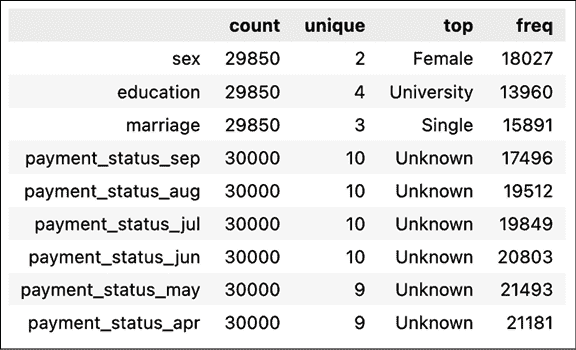 count unique top freq
sex 29850 2 Female 18027
education 29850 4 University 13960
marriage 29850 3 Single 15891
payment_status_sep 30000 10 Unknown 17496
payment_status_aug 30000 10 Unknown 19512
payment_status_jul 30000 10 Unknown 19849
payment_status_jun 30000 10 Unknown 20803
payment_status_may 30000 9 Unknown 21493
payment_status_apr 30000 9 Unknown 21181